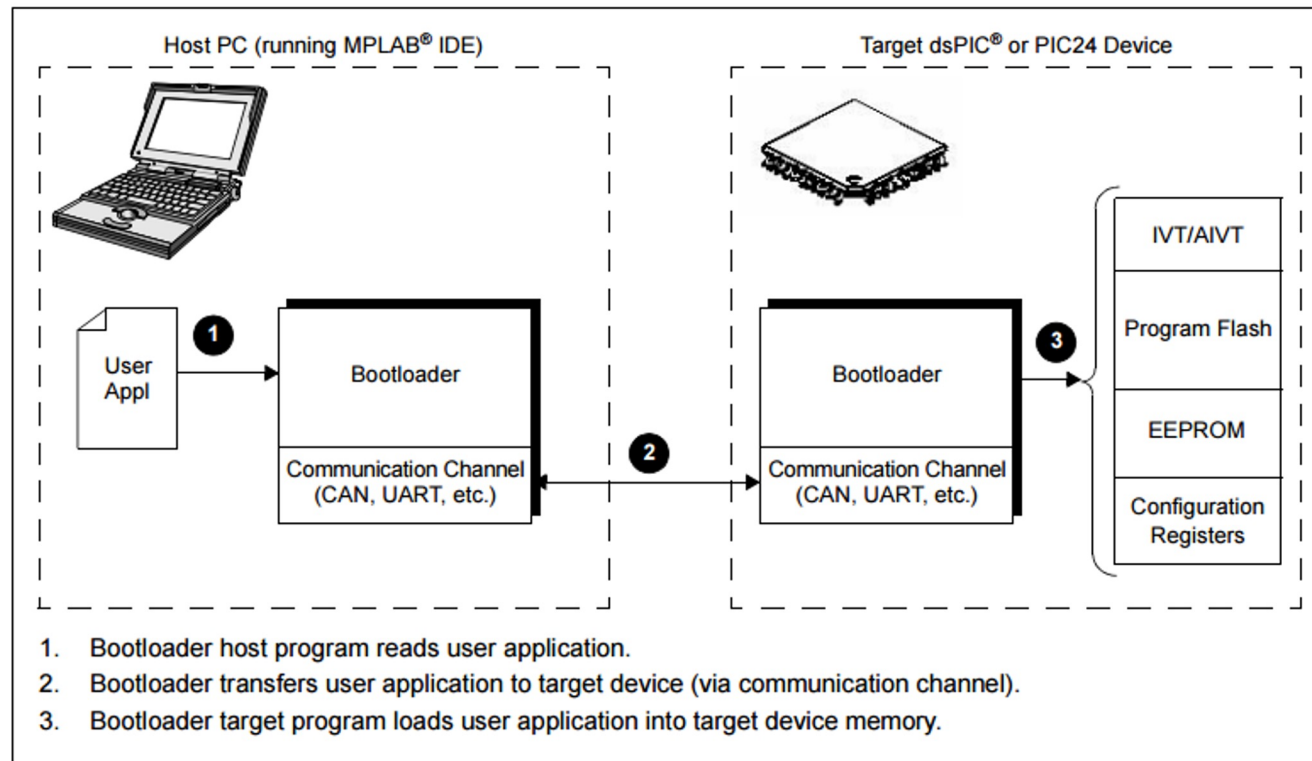 Host PC (running MPLAB® IDE)
Target dsPIC® or PIC24 Device
User
Appl
1
Bootloader
Communication Channel
(CAN, UART, etc.)
2
Bootloader
Communication Channel
(CAN, UART, etc.)
3
IVT/AIVT
Program Flash
EEPROM
Configuration
Registers
1. Bootloader host program reads user application.
2. Bootloader transfers user application to target device (via communication channel).
3. Bootloader target program loads user application into target device memory.